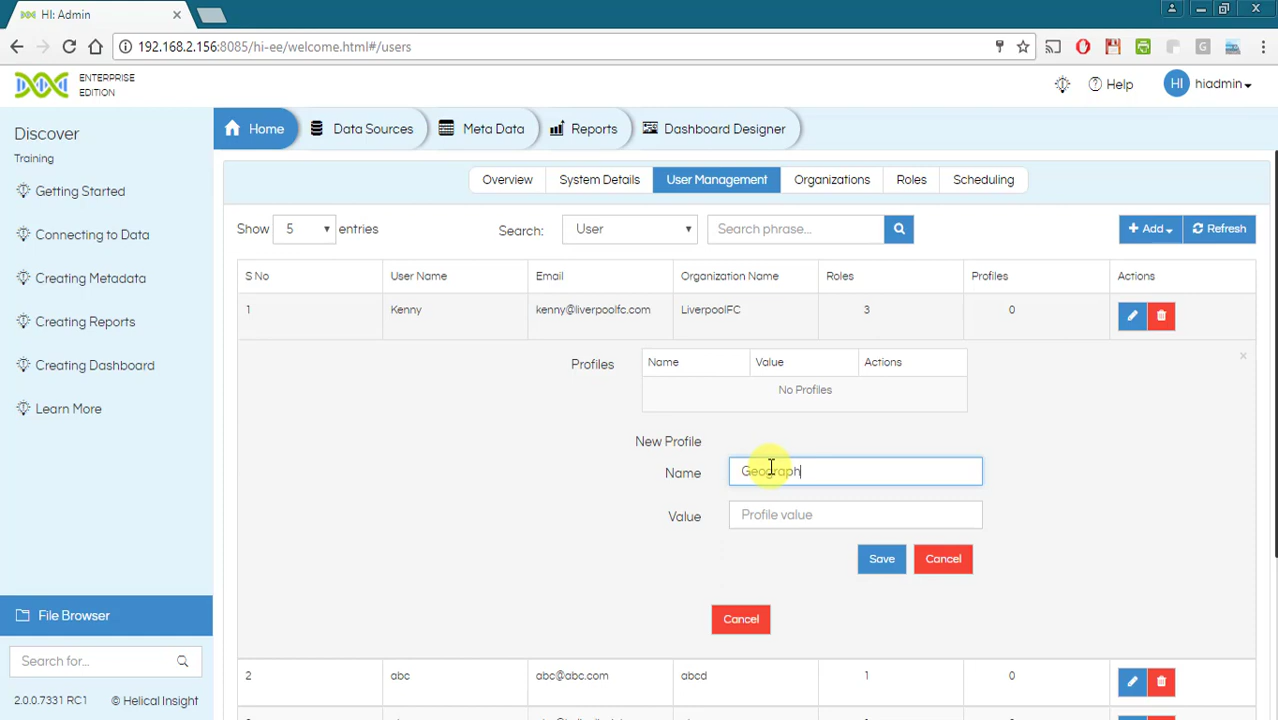 HI: Admin
192.168.2.156:8085/hi-ee/welcome.html#/users
ENTERPRISE
EDITION
Help
HI
hiadmin
Discover
Training
Getting Started
Connecting to Data
Creating Metadata
Creating Reports
Creating Dashboard
Learn More
File Browser
Search for...
2.0.0.7331 RC1 © Helical Insight
Home Data Sources Meta Data Reports Dashboard Designer
Overview System Details User Management Organizations Roles Scheduling
Show 5 entries Search: User Search phrase... Add Refresh
S No User Name Email Organization Name Roles Profiles Actions
1 Kenny kenny@liverpoolfc.com LiverpoolFC 3 0
Profiles Name Value Actions ×
No Profiles
New Profile
Name Geograph
Value Profile value
Save Cancel
Cancel
2 abc abc@abc.com abcd 1 0